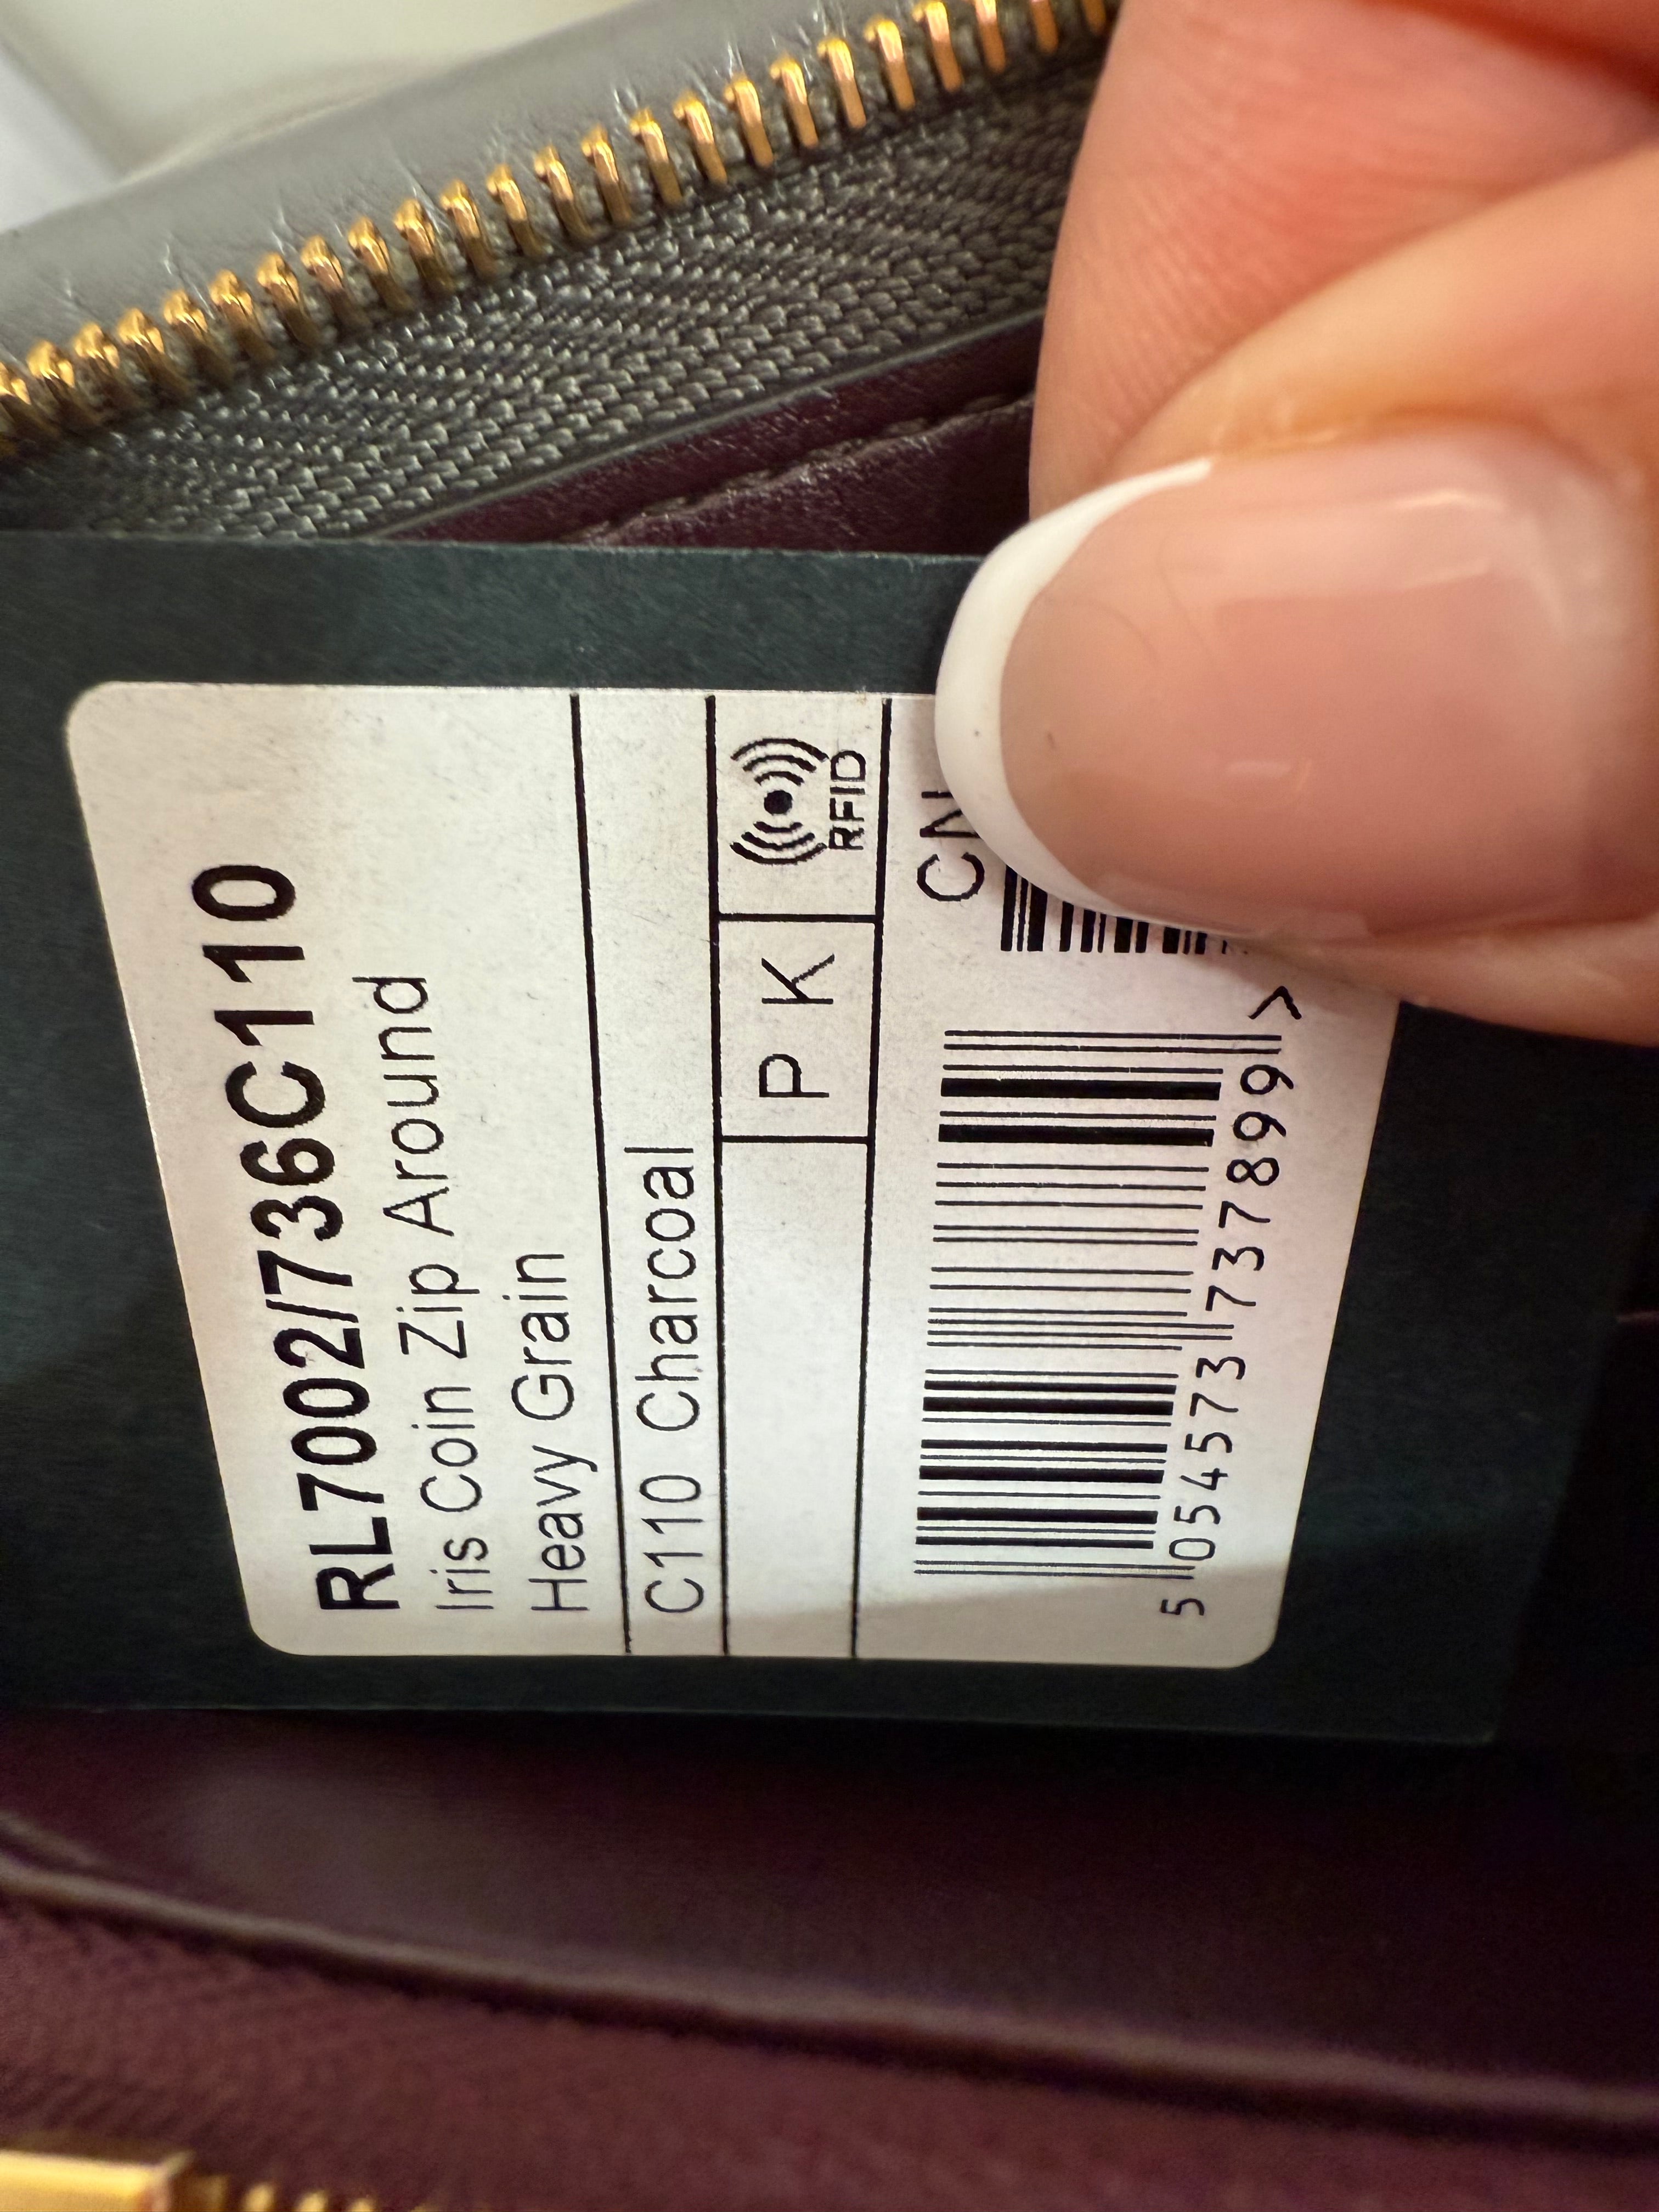 RL7002/736C110
Iris Coin Zip Around
Heavy Grain
C110 Charcoal
P K
RFID
CN
5 054573 737899 >